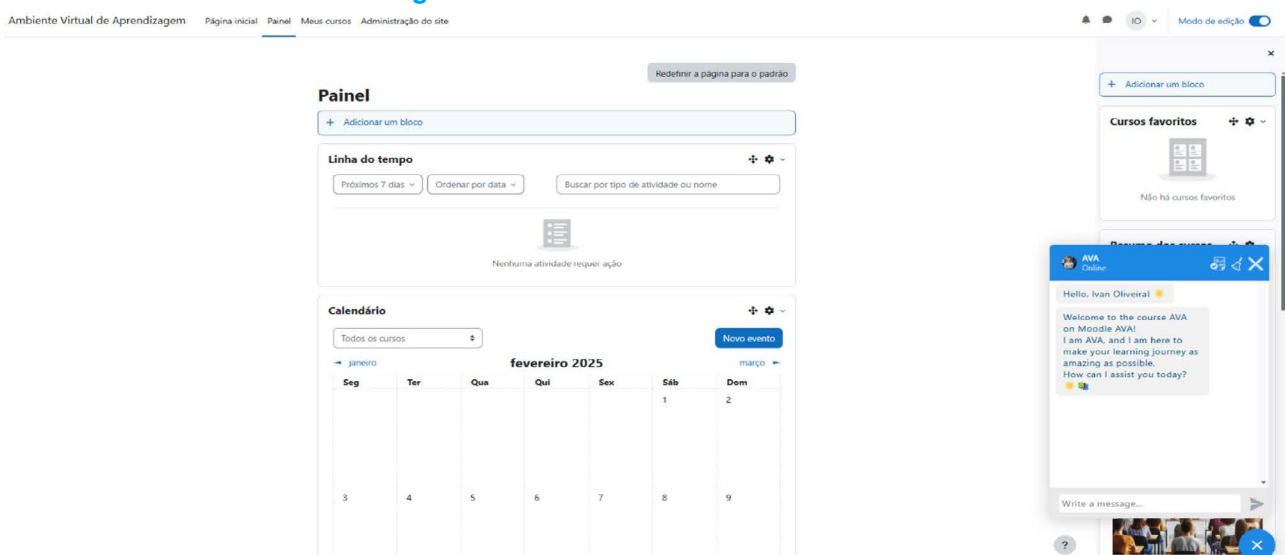 Ambiente Virtual de Aprendizagem Página inicial Painel Meus cursos Administração do site IO Modo de edição
Redefinir a página para o padrão
Painel
+ Adicionar um bloco
Linha do tempo
Próximos 7 dias Ordenar por data Buscar por tipo de atividade ou nome
Nenhuma atividade requer ação
Calendário
Todos os cursos Novo evento
janeiro fevereiro 2025 março
Seg Ter Qua Qui Sex Sáb Dom
1 2
3 4 5 6 7 8 9
+ Adicionar um bloco
Cursos favoritos
Não há cursos favoritos
AVA
Online
Hello, Ivan Oliveira!
Welcome to the course AVA
on Moodle AVA!
I am AVA, and I am here to
make your learning journey as
amazing as possible.
How can I assist you today?
Write a message...
?